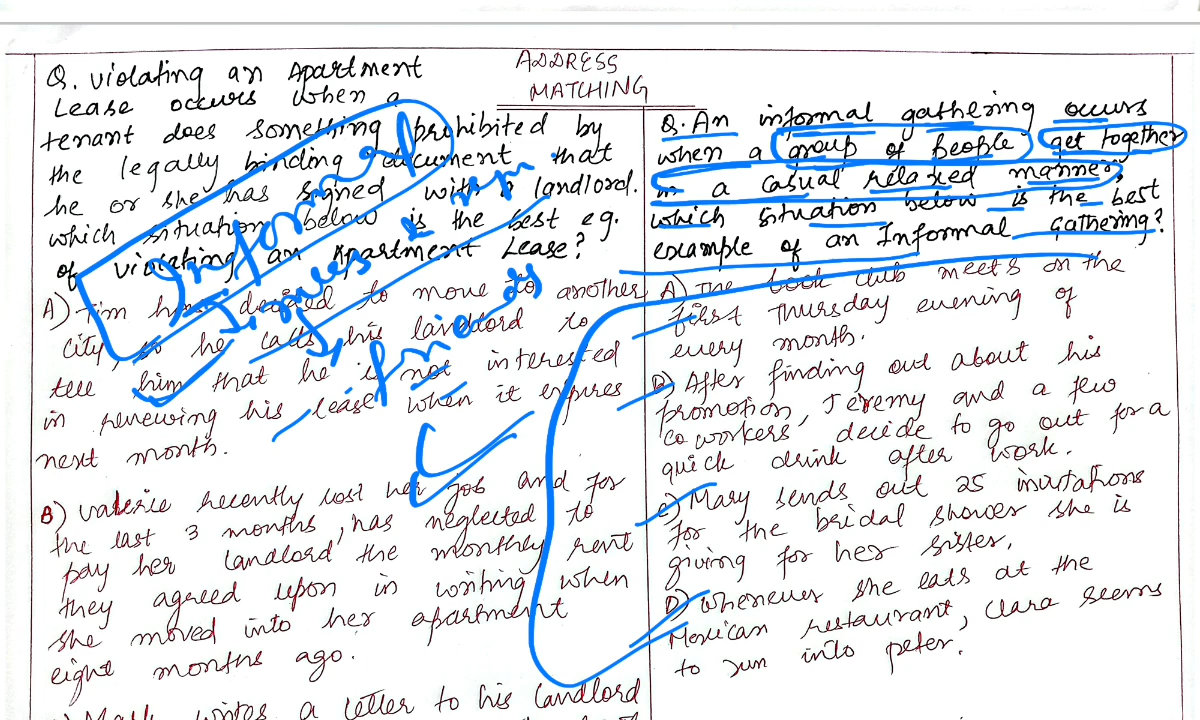 ADDRESS
MATCHING
Q. violating an Apartment
Lease occurs when a
tenant does something prohibited by
the legally binding document that
he or she has signed with a landlord.
which situation below is the best eg.
of violating an Apartment Lease?
A) Tim has decided to move to another
city, so he calls his landlord to
tell him that he is not interested
in renewing his lease when it expires
next month.
B) Valerie recently lost her job and for
the last 3 months, has neglected to
pay her landlord the monthly rent
they agreed upon in writing when
she moved into her apartment
eight months ago.
writes a letter to his landlord
Informal
friends
Q. An informal gathering occurs
when a group of people get together
in a casual relaxed manner,
which situation below is the best
example of an Informal gathering?
A) The book club meets on the
first Thursday evening of
every month.
B) After finding out about his
promotion, Jeremy and a few
co workers decide to go out for a
quick drink after work.
C) Mary sends out 25 invitations
for the bridal shower she is
giving for her sister.
D) Whenever she eats at the
Mexican restaurant, Clara seems
to run into peter.